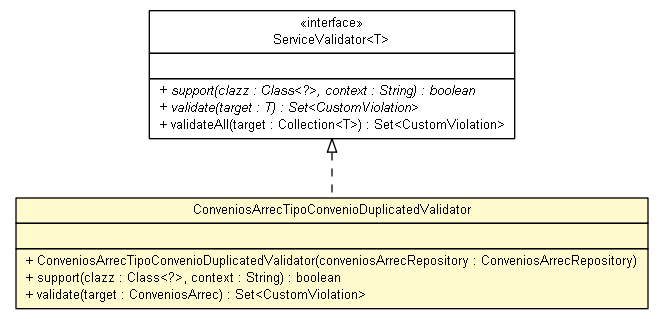 «interface»
ServiceValidator<T>
+ support(clazz : Class<?>, context : String) : boolean
+ validate(target : T) : Set<CustomViolation>
+ validateAll(target : Collection<T>) : Set<CustomViolation>
ConveniosArrecTipoConvenioDuplicatedValidator
+ ConveniosArrecTipoConvenioDuplicatedValidator(conveniosArrecRepository : ConveniosArrecRepository)
+ support(clazz : Class<?>, context : String) : boolean
+ validate(target : ConveniosArrec) : Set<CustomViolation>